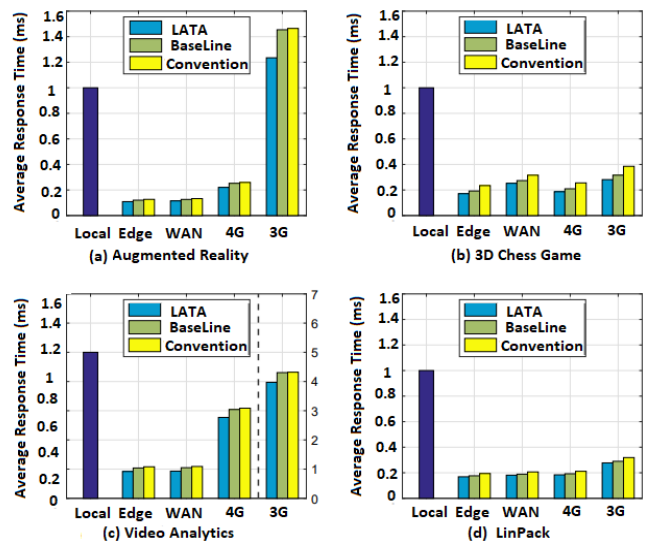 Average Response Time (ms)
1.6
1.4
1.2
1
0.8
0.6
0.4
0.2
0
LATA
BaseLine
Convention
Local Edge WAN 4G 3G
(a) Augmented Reality
Average Response Time (ms)
1.6
1.4
1.2
1
0.8
0.6
0.4
0.2
0
LATA
BaseLine
Convention
Local Edge WAN 4G 3G
(b) 3D Chess Game
Average Response Time (ms)
1.6
1.4
1.2
1
0.8
0.6
0.4
0.2
0
LATA
BaseLine
Convention
7
6
5
4
3
2
1
0
Local Edge WAN 4G 3G
(c) Video Analytics
Average Response Time (ms)
1.6
1.4
1.2
1
0.8
0.6
0.4
0.2
0
LATA
BaseLine
Convention
Local Edge WAN 4G 3G
(d) LinPack